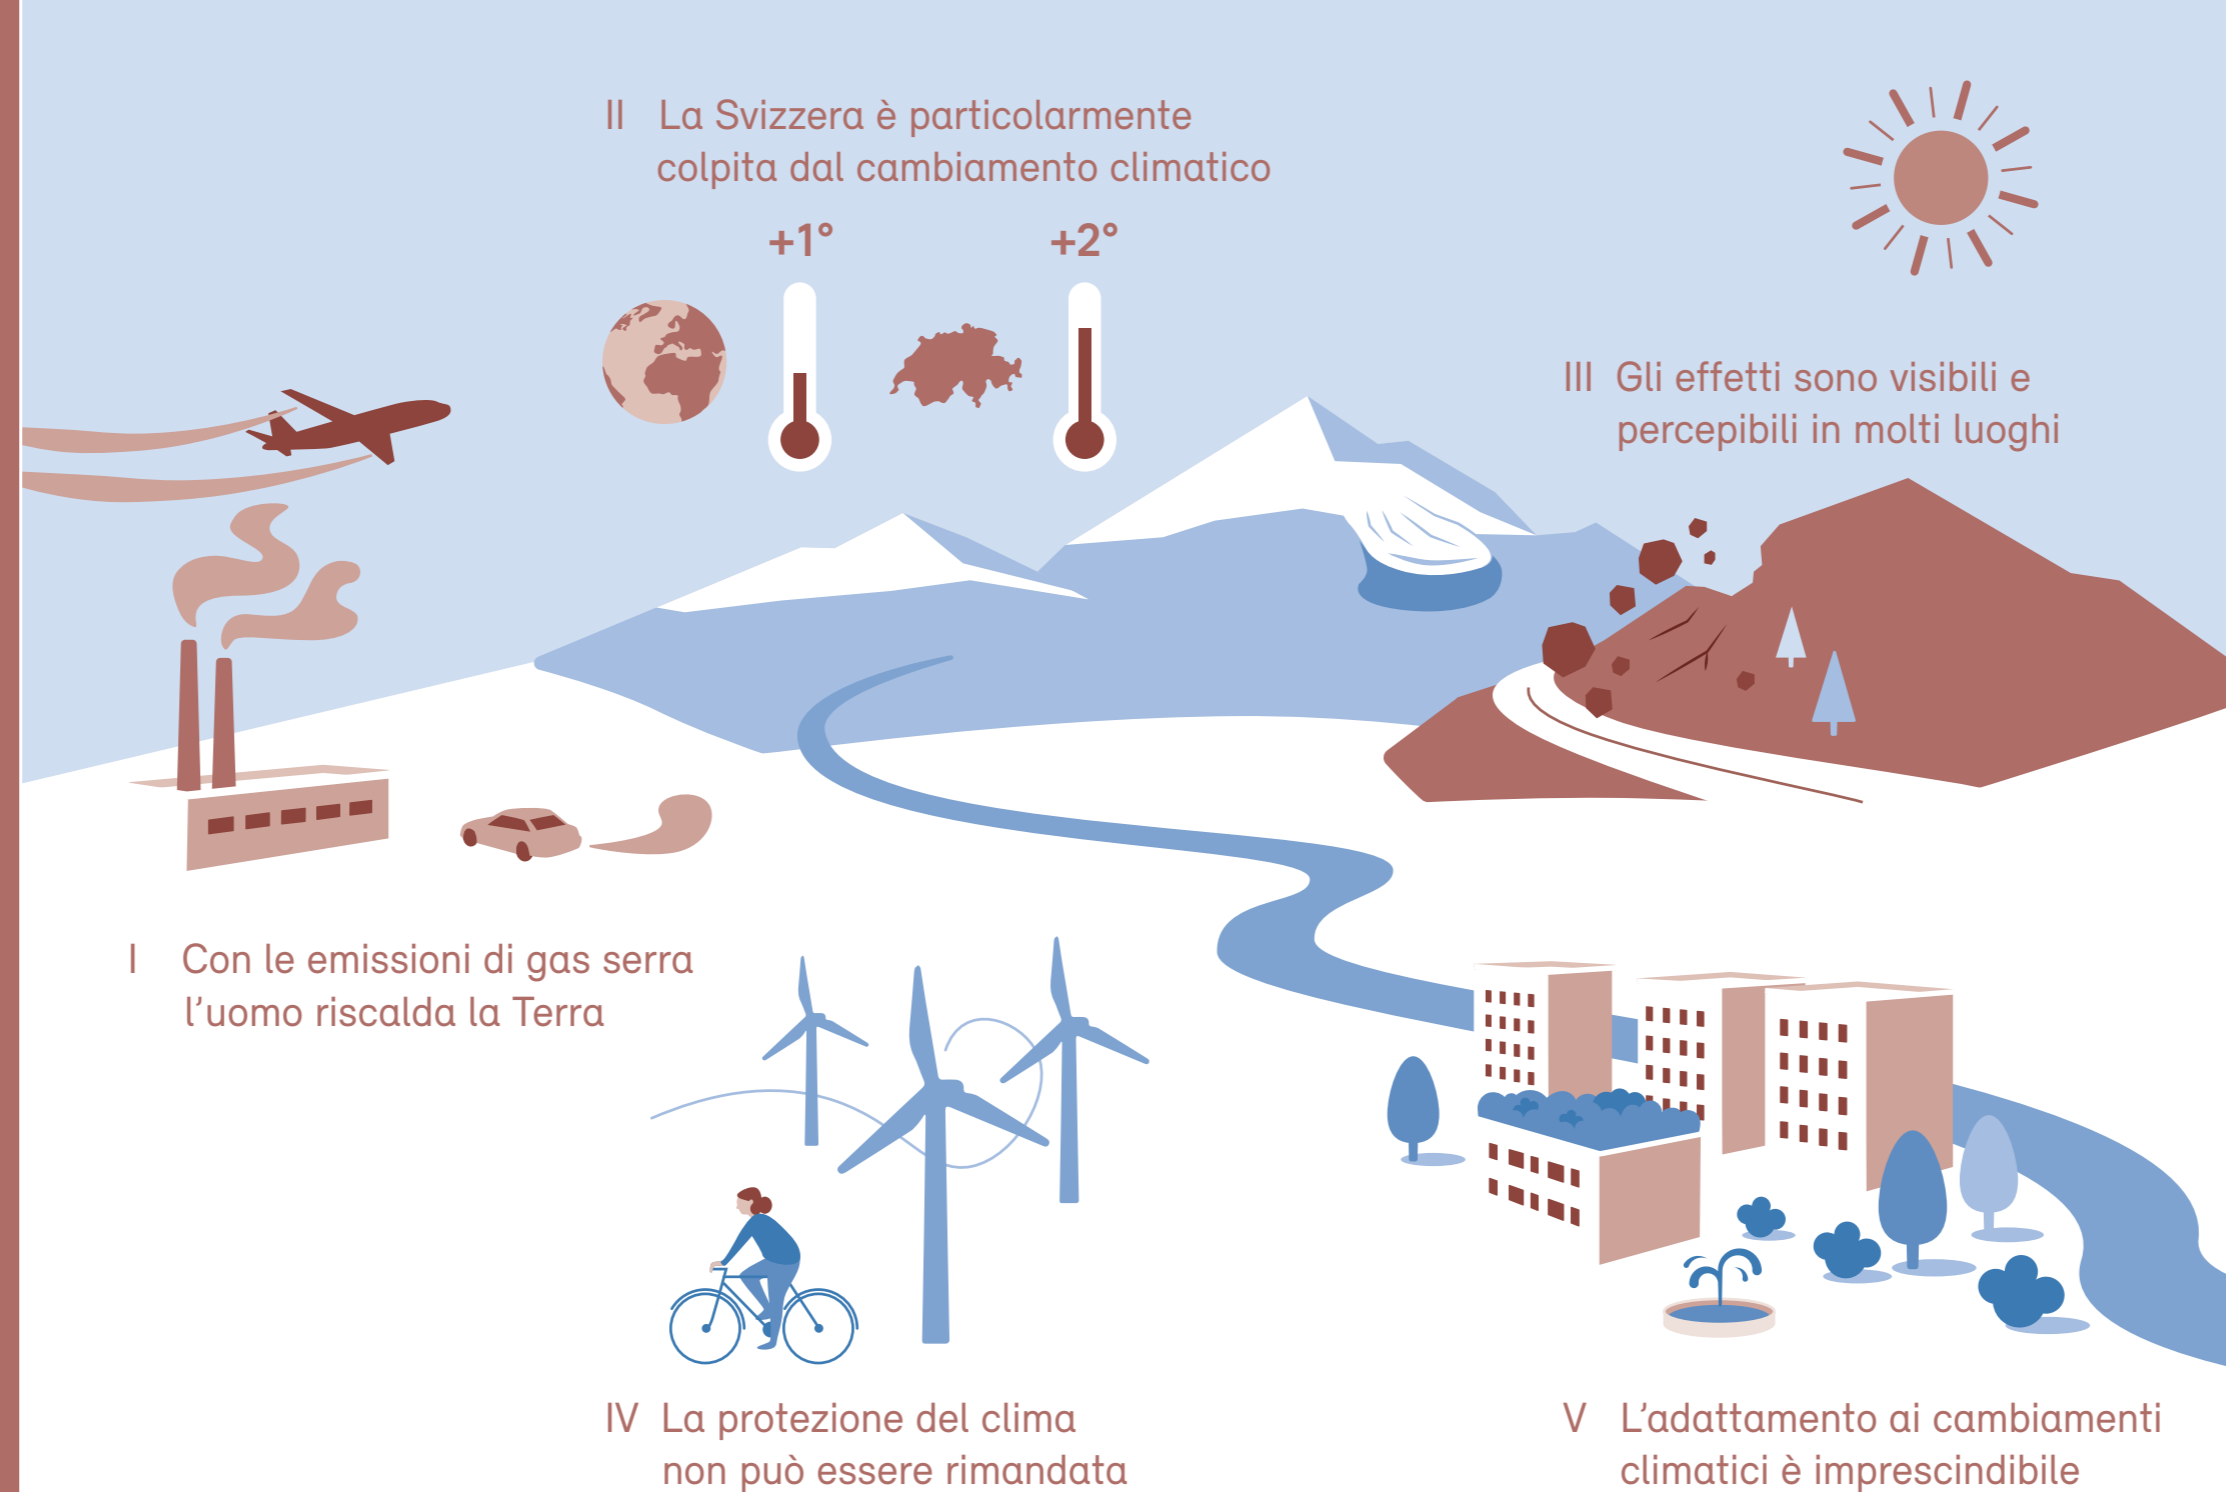 II La Svizzera è particolarmente
colpita dal cambiamento climatico
+1° +2°
III Gli effetti sono visibili e
percepibili in molti luoghi
I Con le emissioni di gas serra
l'uomo riscalda la Terra
IV La protezione del clima
non può essere rimandata
V L'adattamento ai cambiamenti
climatici è imprescindibile